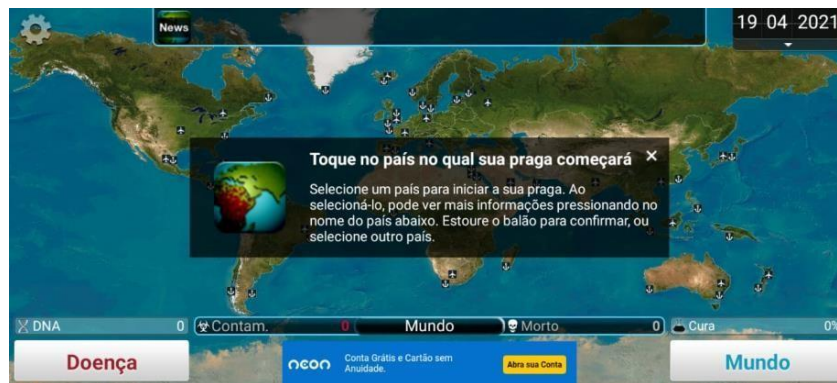 News
19 04 2021
Toque no país no qual sua praga começará
Selecione um país para iniciar a sua praga. Ao
selecioná-lo, pode ver mais informações pressionando no
nome do país abaixo. Estoure o balão para confirmar, ou
selecione outro país.
DNA 0 Contam. 0 Mundo Morto 0 Cura 0%
Doença
neon Conta Grátis e Cartão sem
Anuidade.
Abra sua Conta
Mundo